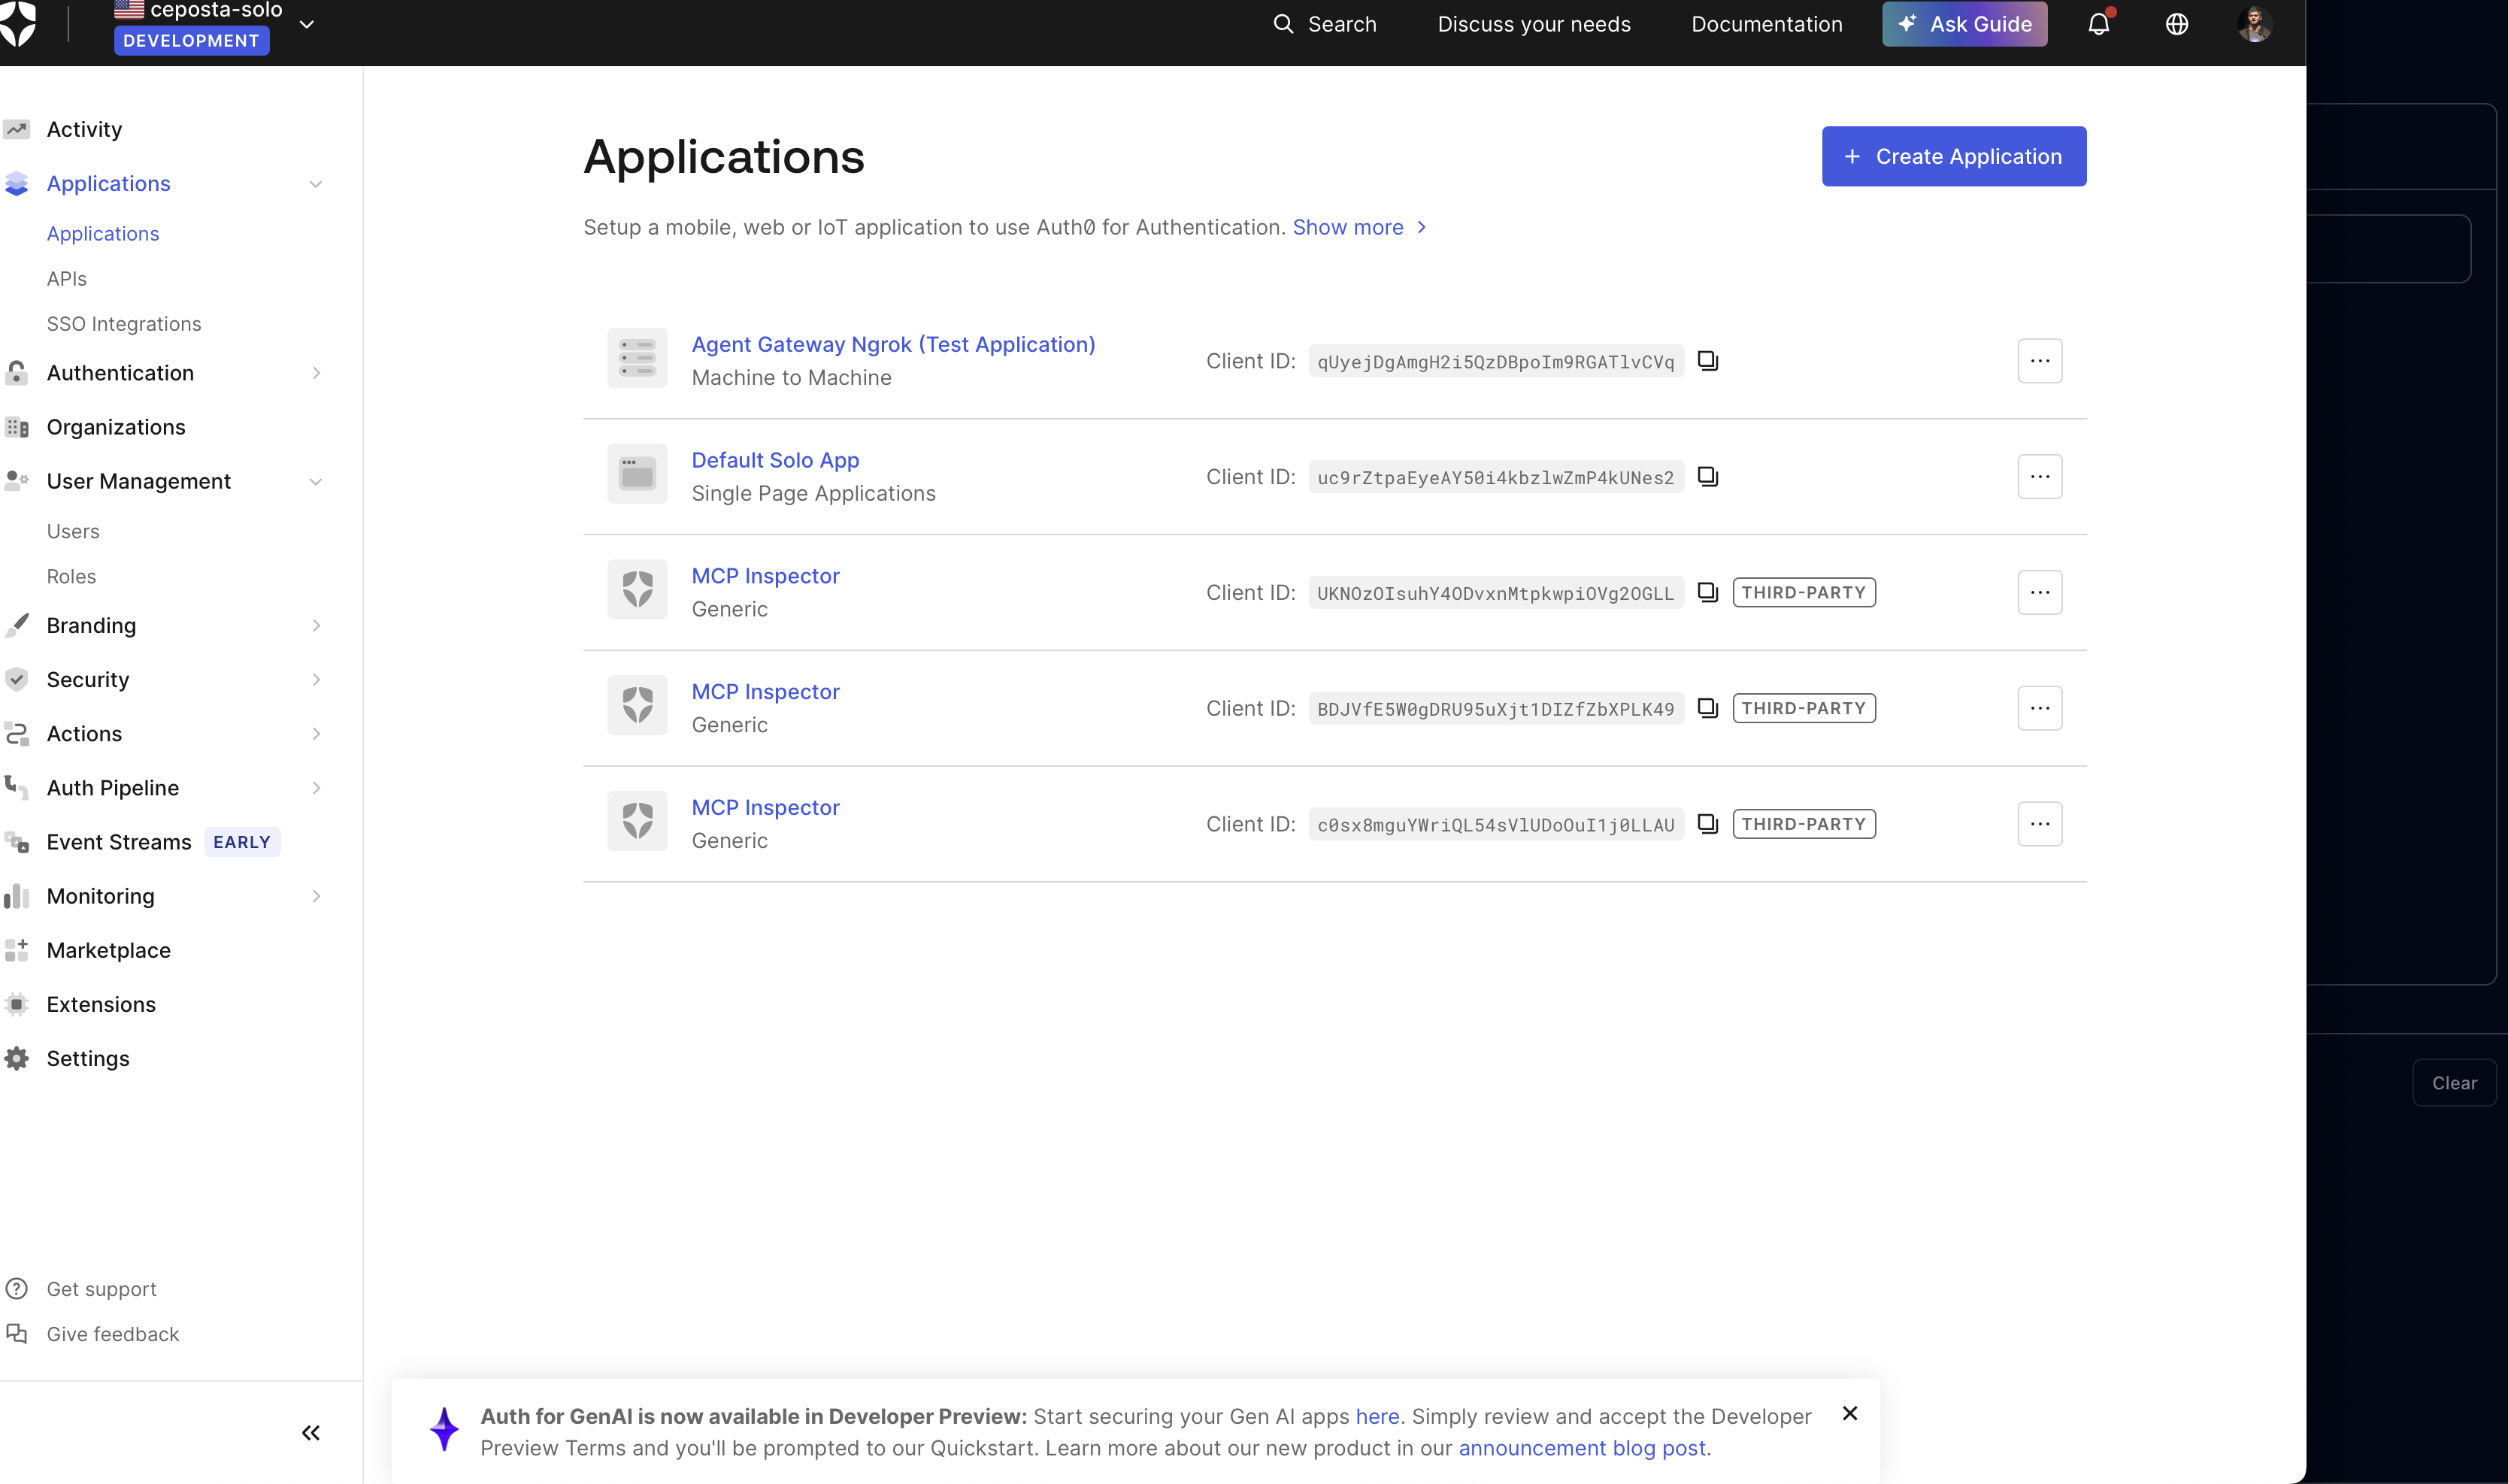 ceposta-solo
DEVELOPMENT
Search
Discuss your needs
Documentation
Ask Guide
Activity
Applications
Applications
APIs
SSO Integrations
Authentication
Organizations
User Management
Users
Roles
Branding
Security
Actions
Auth Pipeline
Event Streams EARLY
Monitoring
Marketplace
Extensions
Settings
Get support
Give feedback
Applications
+ Create Application
Setup a mobile, web or IoT application to use Auth0 for Authentication. Show more
Agent Gateway Ngrok (Test Application)
Machine to Machine
Client ID: qUyejDgAmgH2i5QzDBpoIm9RGATlvCVq
Default Solo App
Single Page Applications
Client ID: uc9rZtpaEyeAY50i4kbzlwZmP4kUNes2
MCP Inspector
Generic
Client ID: UKNOzOIsuhY4ODvxnMtpkwpiOVg2OGLL THIRD-PARTY
MCP Inspector
Generic
Client ID: BDJVfE5W0gDRU95uXjt1DIZfZbXPLK49 THIRD-PARTY
MCP Inspector
Generic
Client ID: c0sx8mguYWriQL54sVlUDoOuI1j0LLAU THIRD-PARTY
Clear
Auth for GenAI is now available in Developer Preview: Start securing your Gen AI apps here. Simply review and accept the Developer
Preview Terms and you'll be prompted to our Quickstart. Learn more about our new product in our announcement blog post.